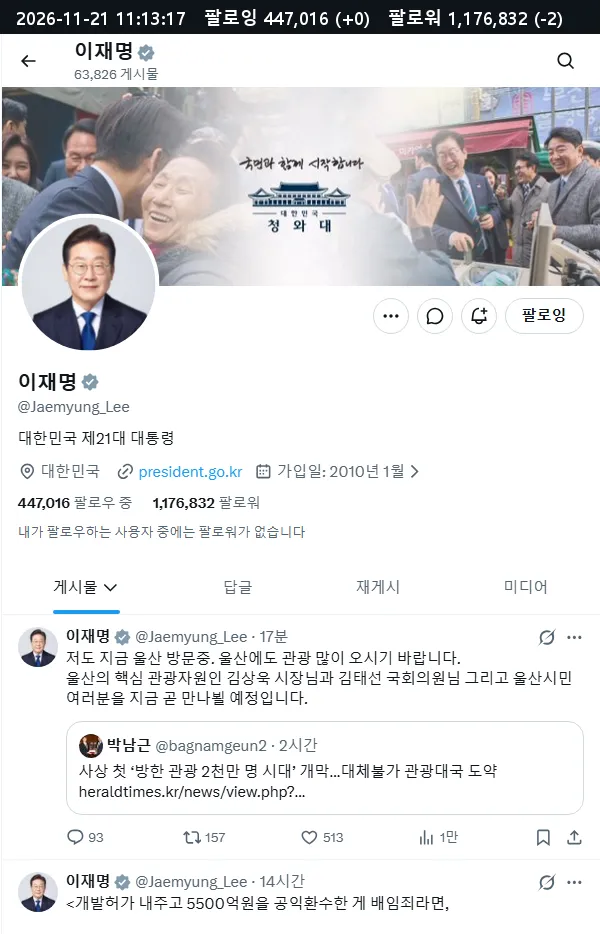 2026-11-21 11:13:17 팔로잉 447,016 (+0) 팔로워 1,176,832 (-2)
이재명
63,826 게시물
국민과 함께 시작합니다
대한민국
청와대
팔로잉
이재명
@Jaemyung_Lee
대한민국 제21대 대통령
대한민국 president.go.kr 가입일: 2010년 1월
447,016 팔로우 중 1,176,832 팔로워
내가 팔로우하는 사용자 중에는 팔로워가 없습니다
게시물 답글 재게시 미디어
이재명 @Jaemyung_Lee · 17분
저도 지금 울산 방문중. 울산에도 관광 많이 오시기 바랍니다.
울산의 핵심 관광자원인 김상욱 시장님과 김태선 국회의원님 그리고 울산시민
여러분을 지금 곧 만나뵐 예정입니다.
박남근 @bagnamgeun2 · 2시간
사상 첫 ‘방한 관광 2천만 명 시대’ 개막...대체불가 관광대국 도약
heraldtimes.kr/news/view.php?...
93 157 513 1만
이재명 @Jaemyung_Lee · 14시간
<개발허가 내주고 5500억원을 공익환수한 게 배임죄라면,